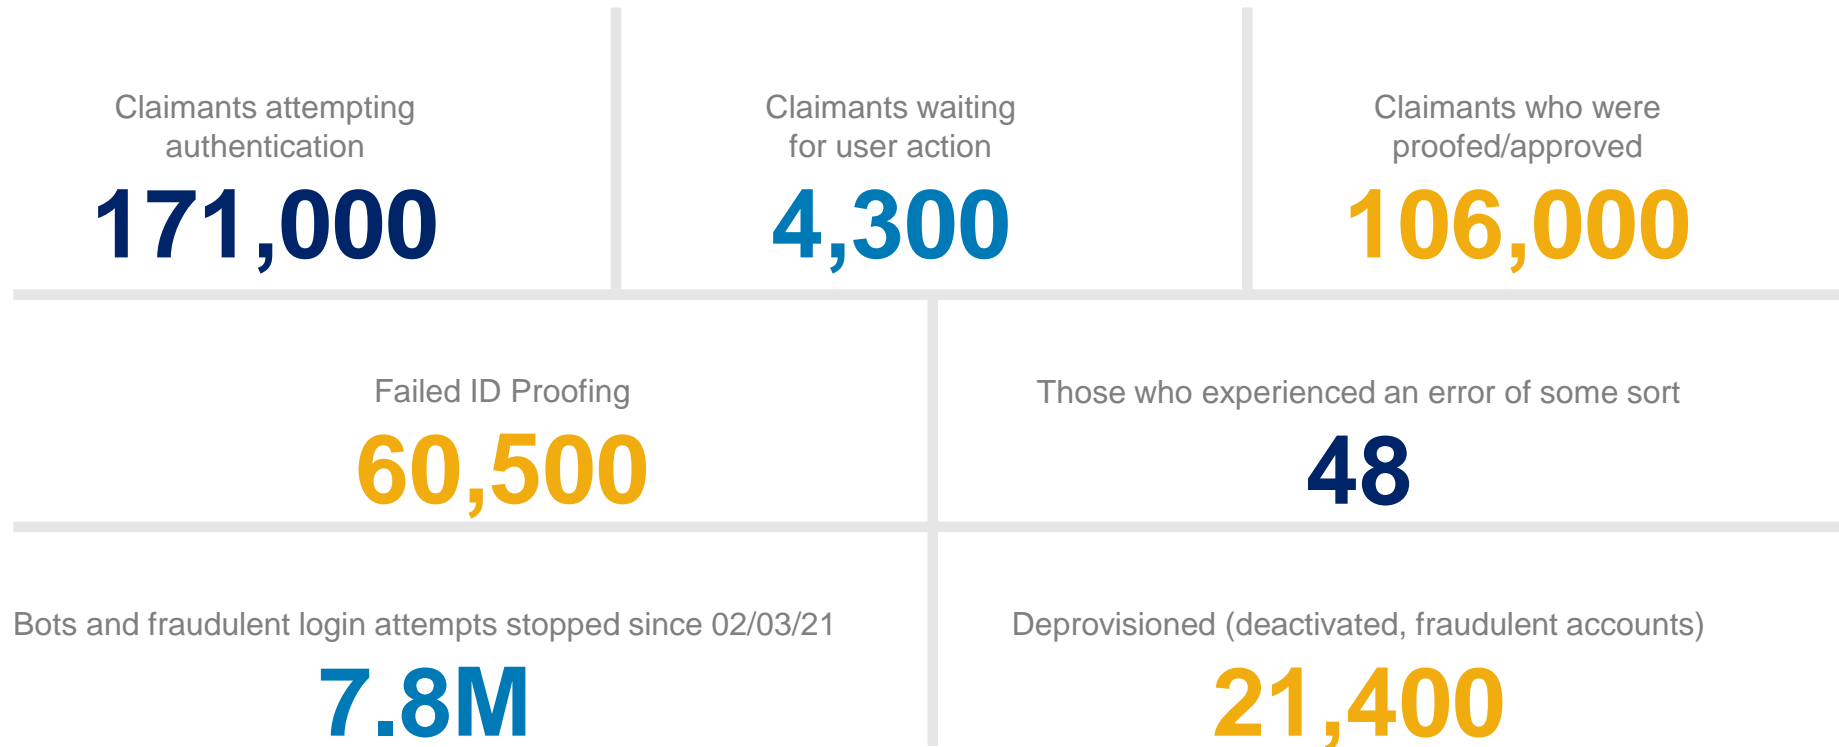 Claimants attempting
authentication
171,000
Claimants waiting
for user action
4,300
Claimants who were
proofed/approved
106,000
Failed ID Proofing
60,500
Those who experienced an error of some sort
48
Bots and fraudulent login attempts stopped since 02/03/21
7.8M
Deprovisioned (deactivated, fraudulent accounts)
21,400